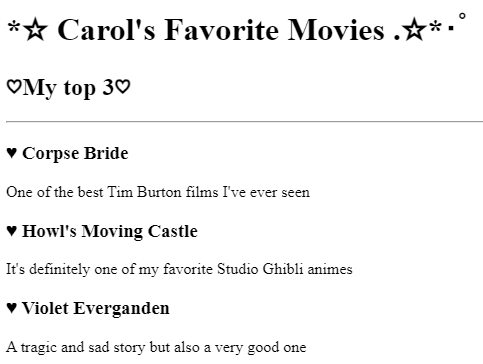 *☆ Carol's Favorite Movies .☆*･ﾟ
♡My top 3♡
♥ Corpse Bride
One of the best Tim Burton films I've ever seen
♥ Howl's Moving Castle
It's definitely one of my favorite Studio Ghibli animes
♥ Violet Everganden
A tragic and sad story but also a very good one